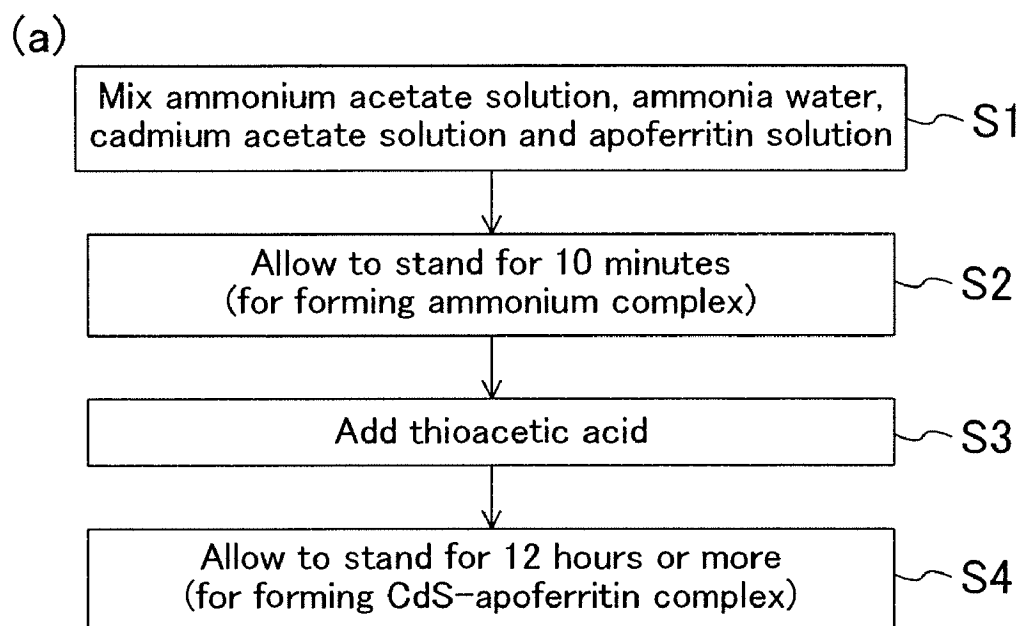 (a)
Mix ammonium acetate solution, ammonia water,
cadmium acetate solution and apoferritin solution
S1
Allow to stand for 10 minutes
(for forming ammonium complex)
S2
Add thioacetic acid
S3
Allow to stand for 12 hours or more
(for forming CdS-apoferritin complex)
S4